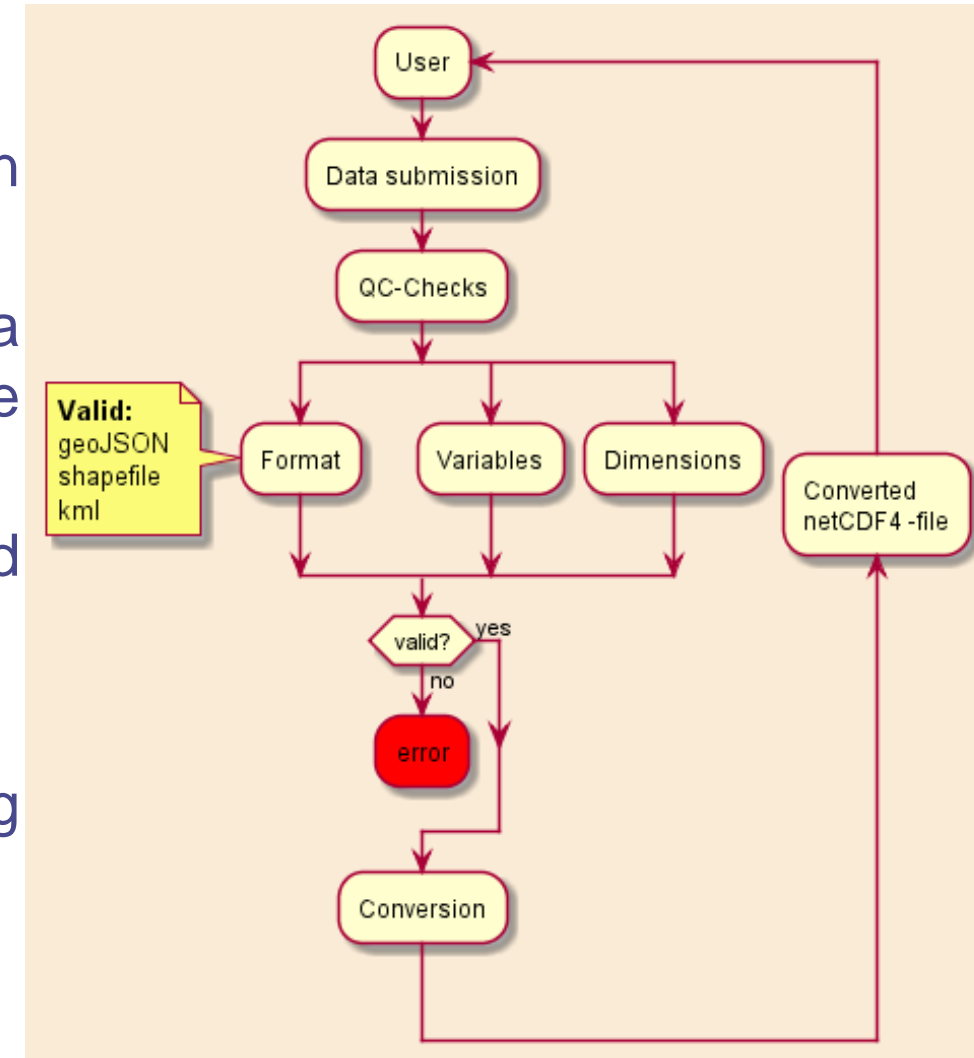 n
a
e
d
g
User
Data submission
QC-Checks
Valid:
geoJSON
shapefile
kml
Format
Variables
Dimensions
Converted
netCDF4 -file
valid?
yes
no
error
Conversion